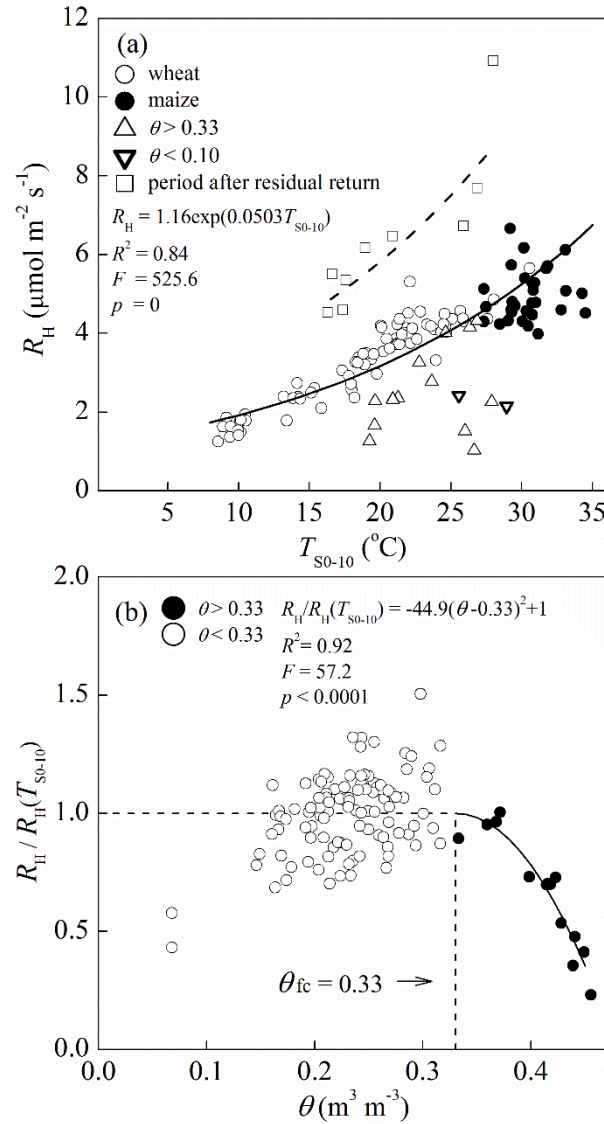 (a)
wheat
maize
θ > 0.33
θ < 0.10
period after residual return
R_H = 1.16exp(0.0503T_S0-10)
R² = 0.84
F = 525.6
p = 0
12
10
8
6
4
2
0
R_H (μmol m⁻² s⁻¹)
5 10 15 20 25 30 35
T_S0-10 (°C)
(b)
θ > 0.33 R_H/R_H(T_S0-10) = -44.9(θ-0.33)²+1
θ < 0.33
R² = 0.92
F = 57.2
p < 0.0001
2.0
1.5
1.0
0.5
0.0
R_H / R_H(T_S0-10)
θfc = 0.33 →
0.0 0.1 0.2 0.3 0.4
θ (m³ m⁻³)